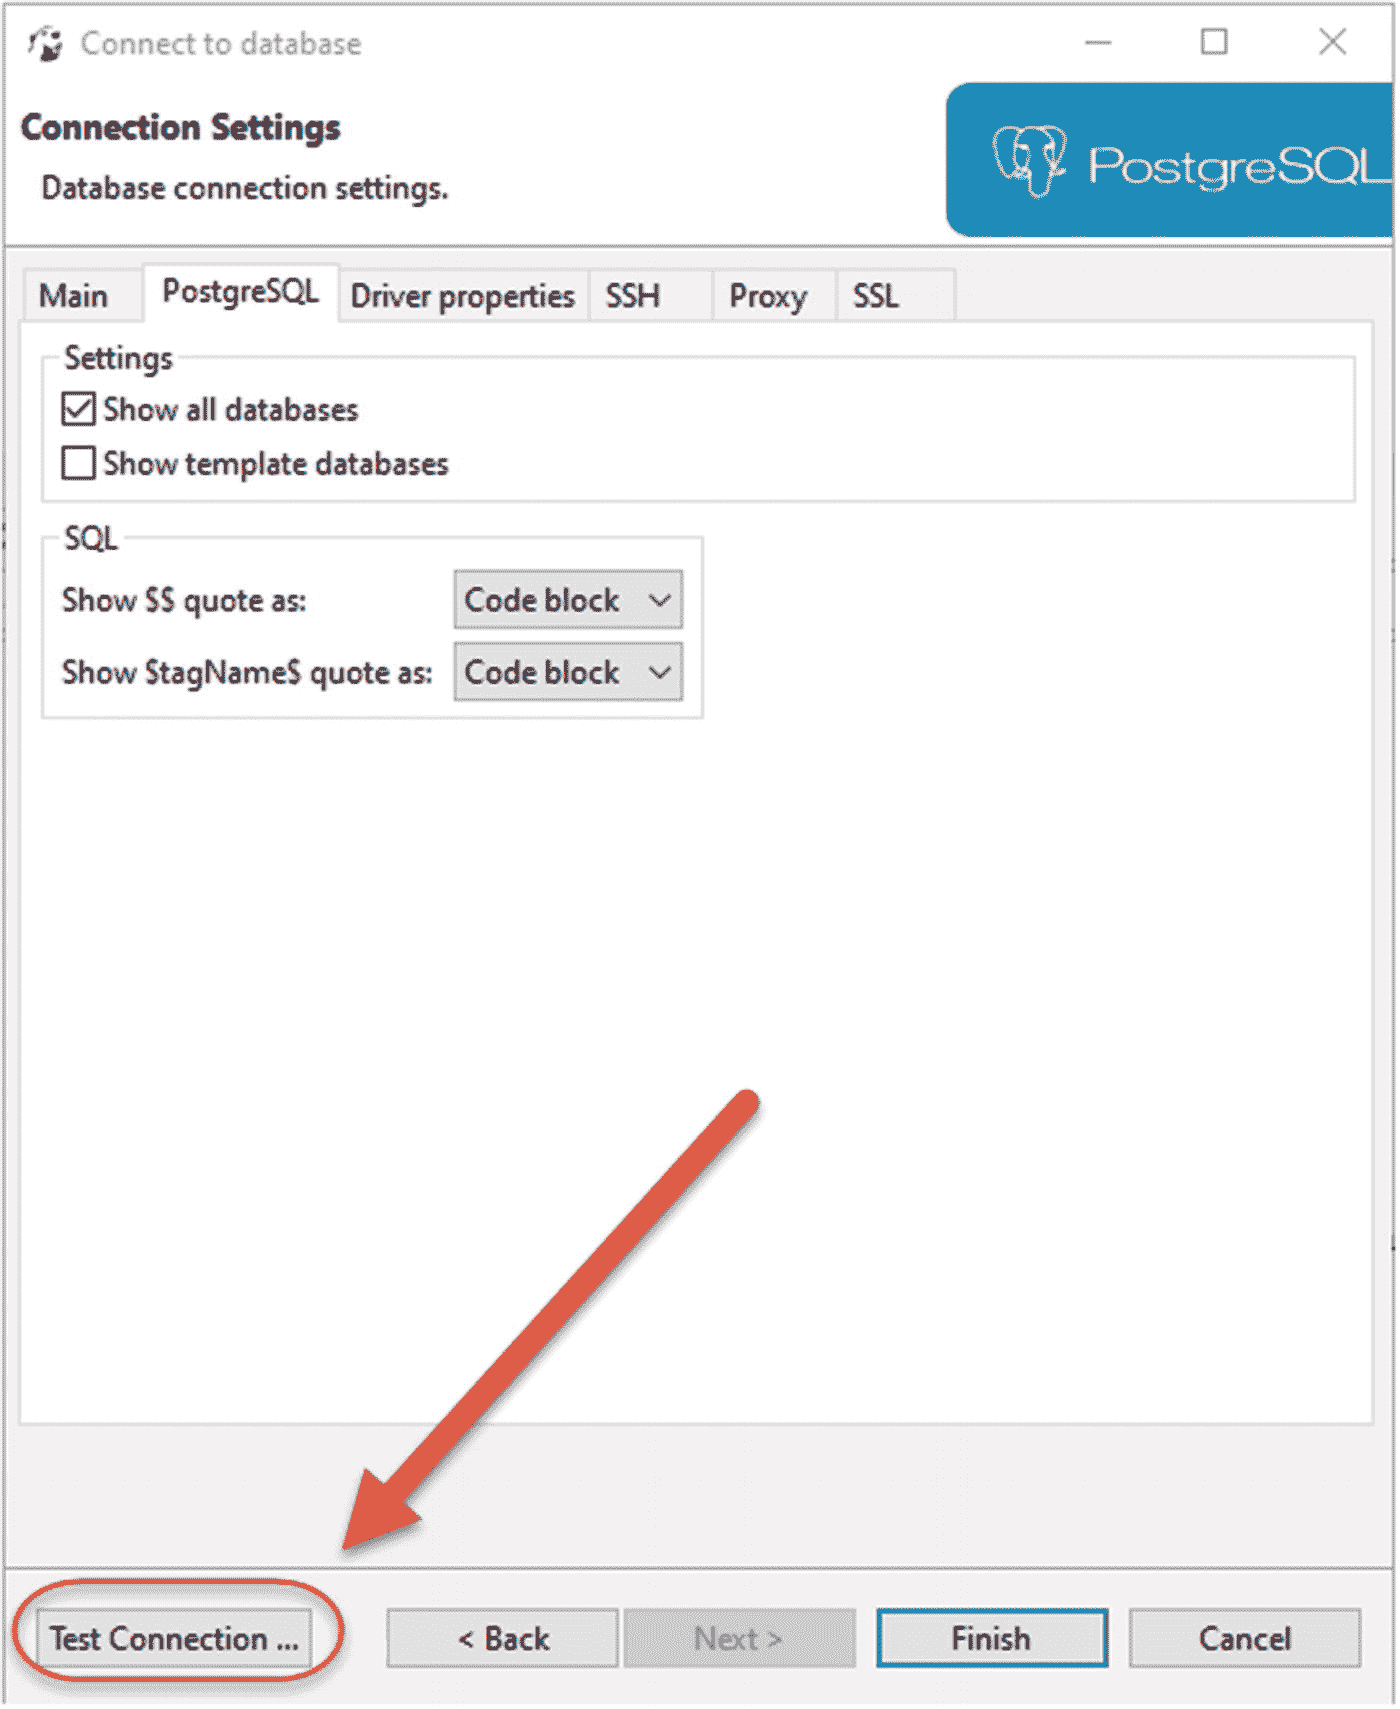 Connect to database
Connection Settings
Database connection settings.
PostgreSQL
Main PostgreSQL Driver properties SSH Proxy SSL
Settings
Show all databases
Show template databases
SQL
Show $$ quote as: Code block
Show $tagName$ quote as: Code block
Test Connection ... < Back Next > Finish Cancel